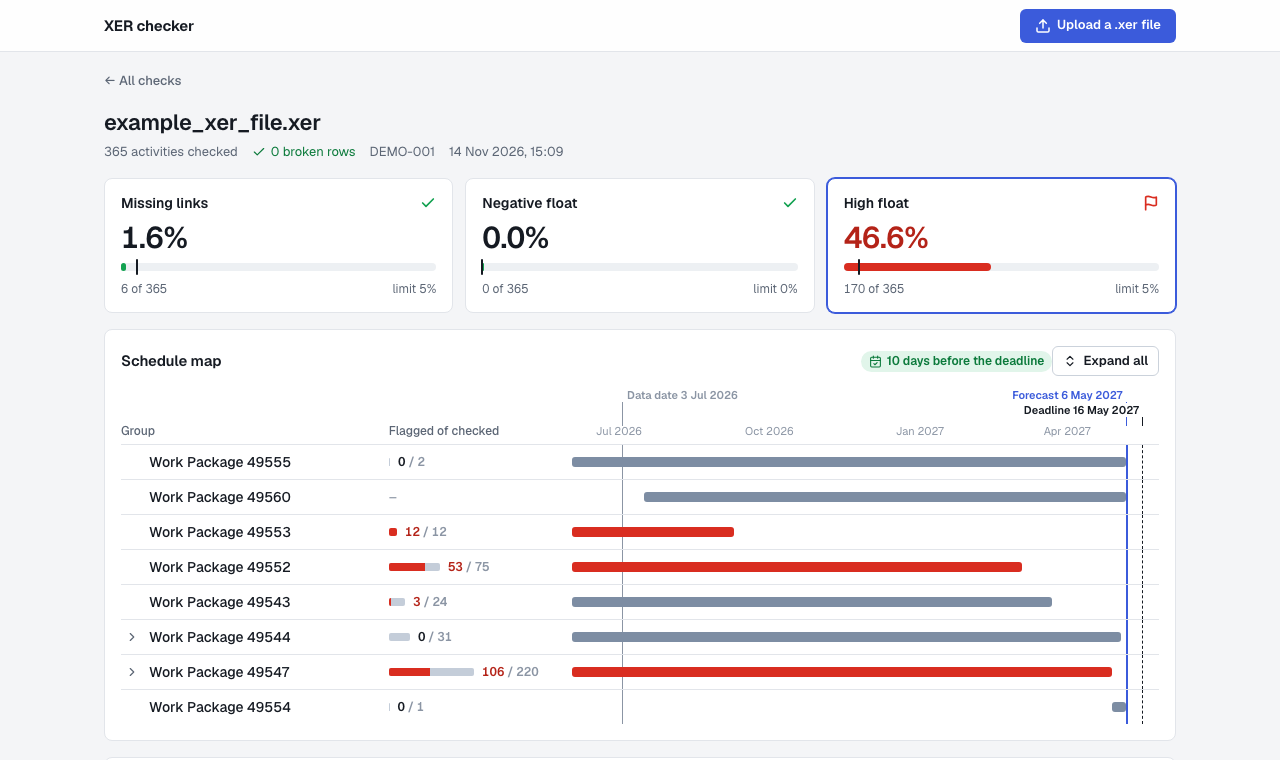 XER checker
Upload a .xer file
← All checks
example_xer_file.xer
365 activities checked 0 broken rows DEMO-001 14 Nov 2026, 15:09
Missing links
1.6%
6 of 365 limit 5%
Negative float
0.0%
0 of 365 limit 0%
High float
46.6%
170 of 365 limit 5%
Schedule map
10 days before the deadline
Expand all
Data date 3 Jul 2026 Forecast 6 May 2027
Deadline 16 May 2027
Group Flagged of checked Jul 2026 Oct 2026 Jan 2027 Apr 2027
Work Package 49555 0 / 2
Work Package 49560 –
Work Package 49553 12 / 12
Work Package 49552 53 / 75
Work Package 49543 3 / 24
Work Package 49544 0 / 31
Work Package 49547 106 / 220
Work Package 49554 0 / 1